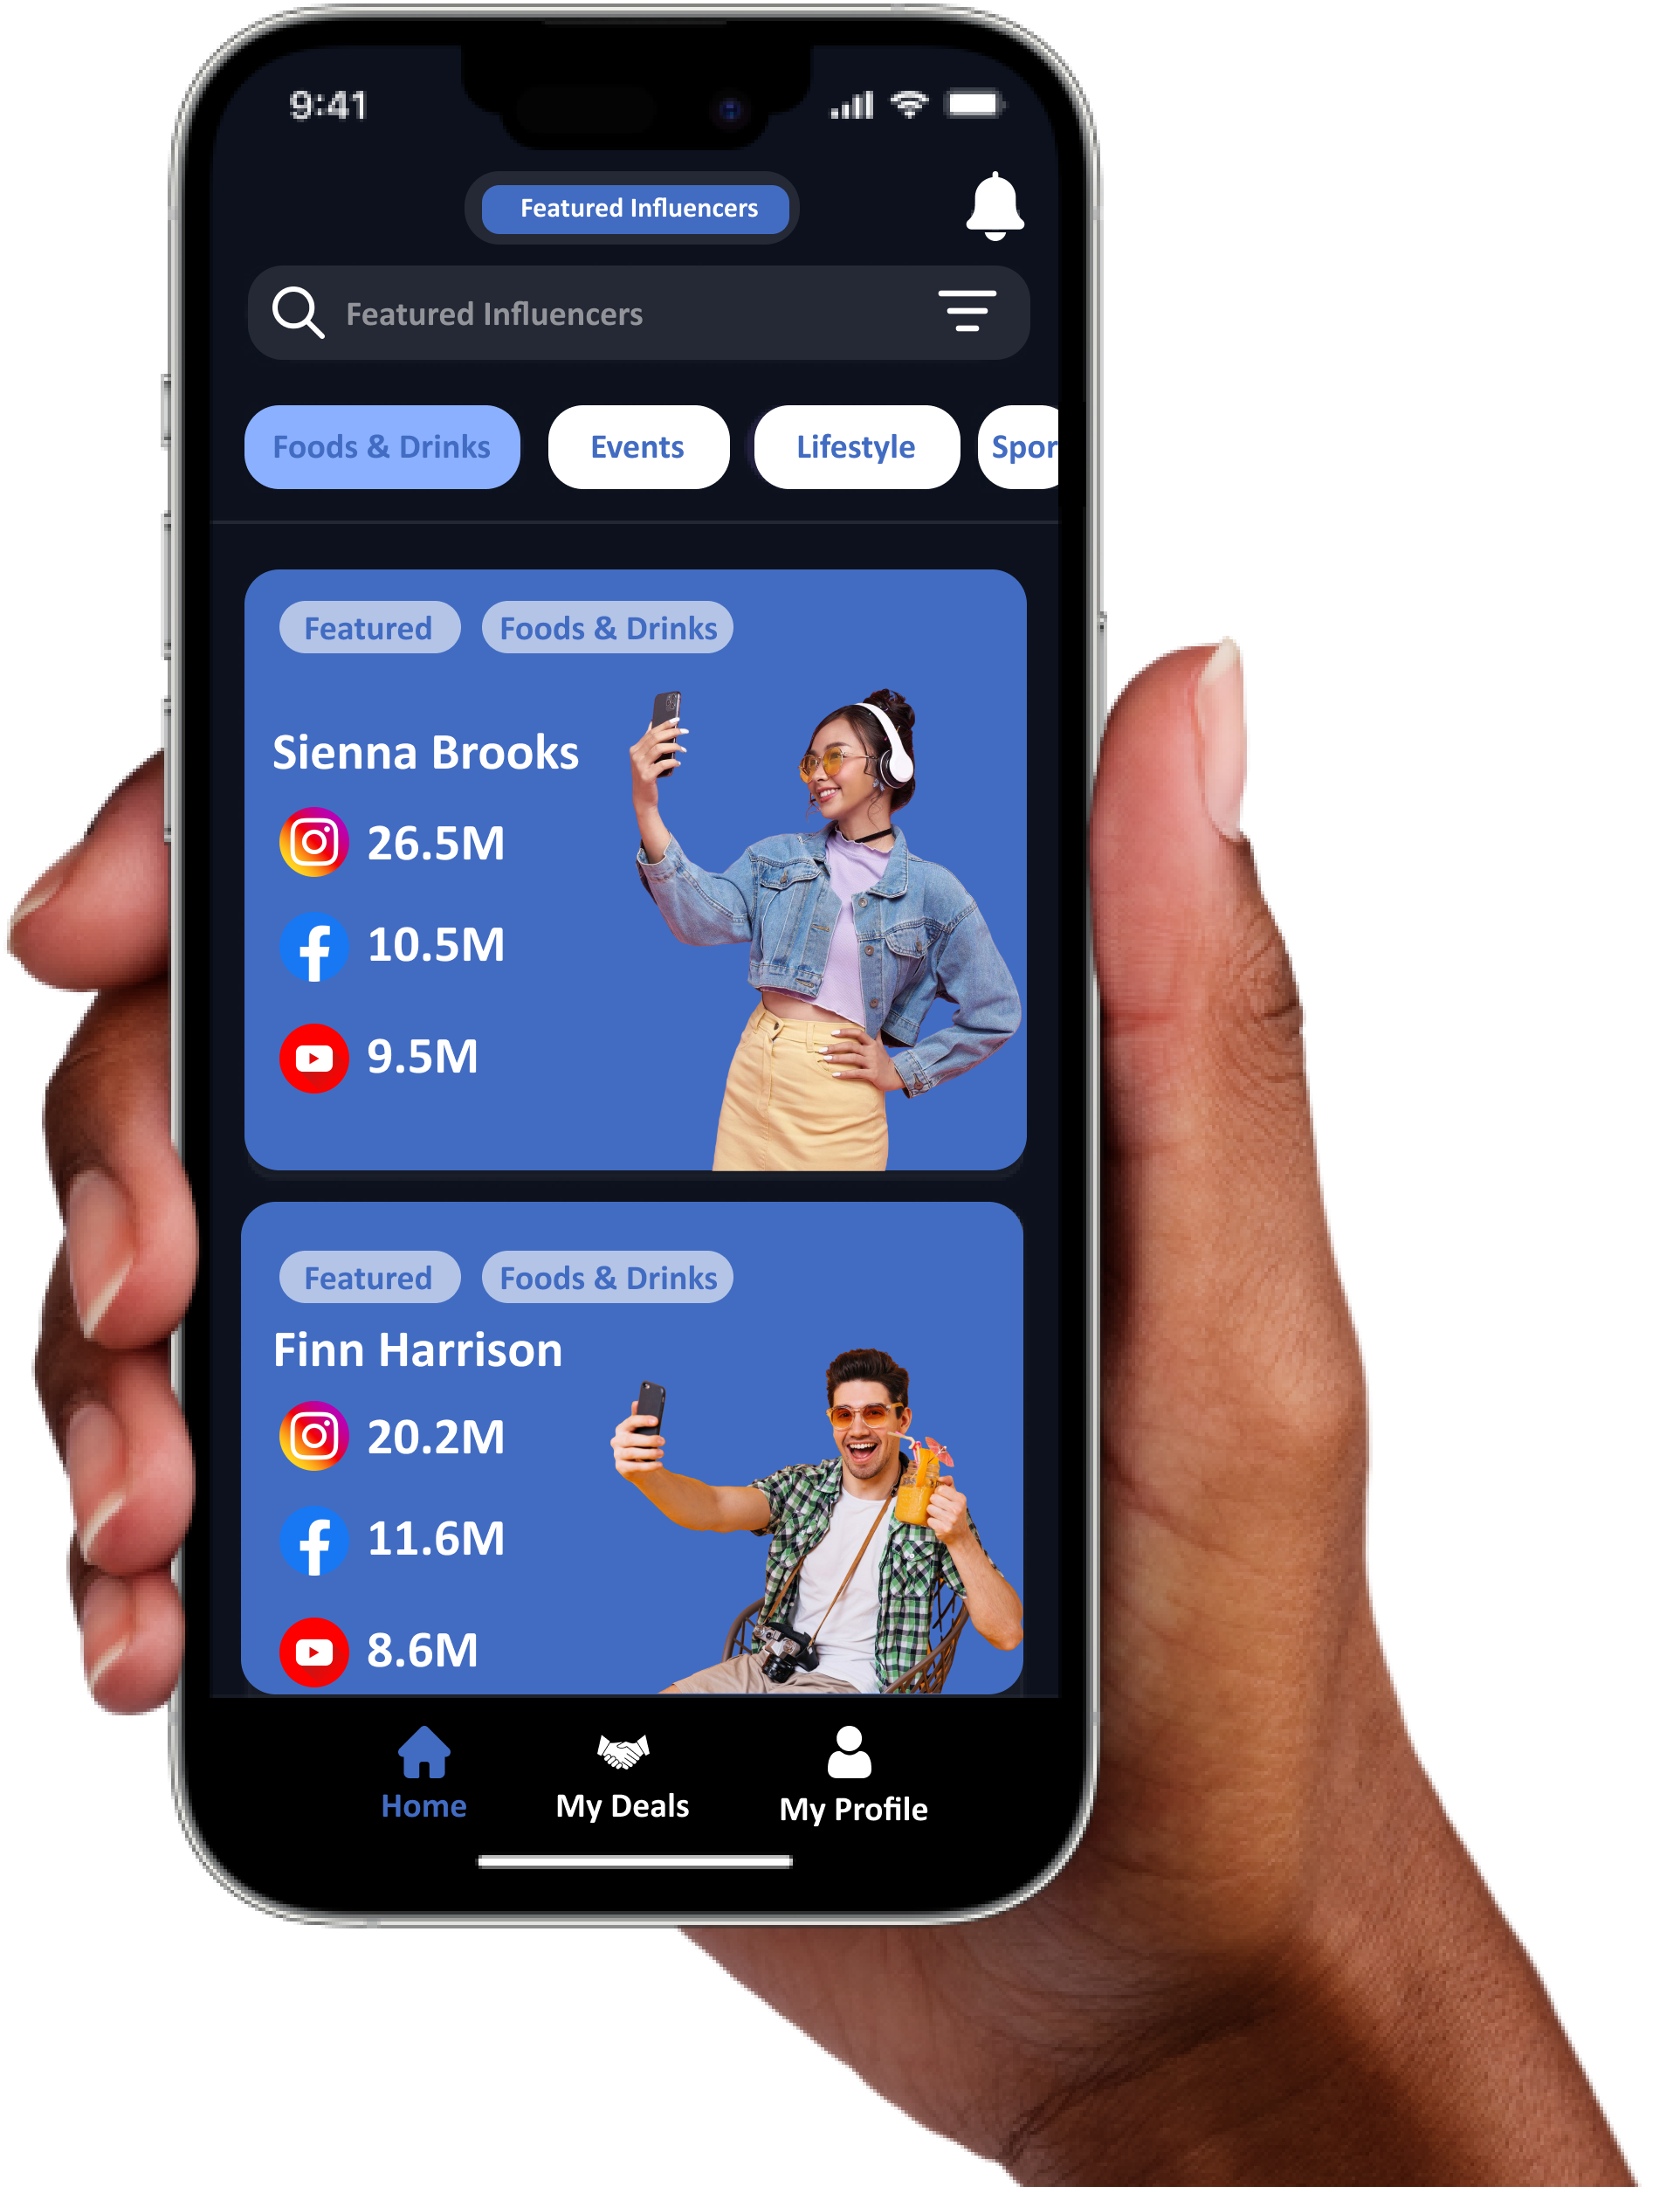 9:41
Featured Influencers
Featured Influencers
Foods & Drinks
Events
Lifestyle
Spor
Featured
Foods & Drinks
Sienna Brooks
26.5M
10.5M
9.5M
Featured
Foods & Drinks
Finn Harrison
20.2M
11.6M
8.6M
Home
My Deals
My Profile